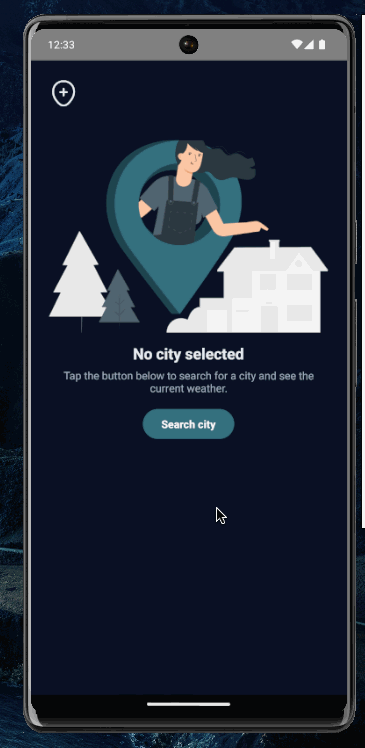 12:33
No city selected
Tap the button below to search for a city and see the
current weather.
Search city